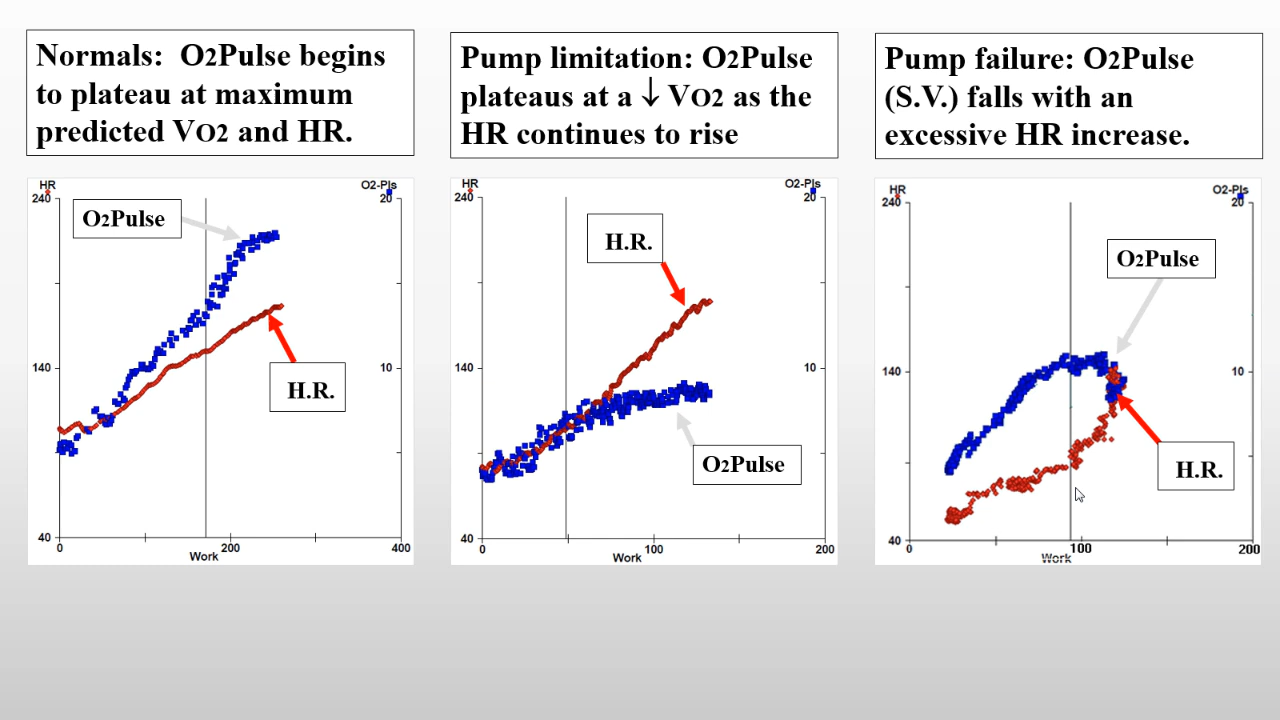 Normals: O2Pulse begins
to plateau at maximum
predicted VO2 and HR.
Pump limitation: O2Pulse
plateaus at a ↓ VO2 as the
HR continues to rise
Pump failure: O2Pulse
(S.V.) falls with an
excessive HR increase.
HR O2-Pls
240 20
O2Pulse
140 10
H.R.
40
0 200 400
Work
HR O2-Pls
240 20
H.R.
140 10
O2Pulse
40
0 100 200
Work
HR O2-Pls
240 20
O2Pulse
140 10
H.R.
40
0 100 200
Work